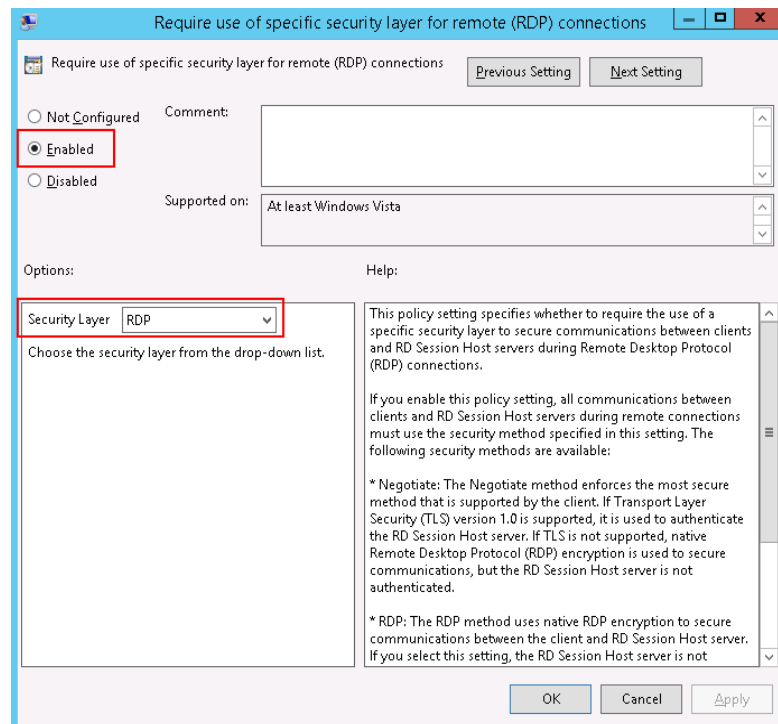 Require use of specific security layer for remote (RDP) connections
Require use of specific security layer for remote (RDP) connections
Previous Setting
Next Setting
Not Configured
Comment:
Enabled
Disabled
Supported on:
At least Windows Vista
Options:
Help:
Security Layer
RDP
Choose the security layer from the drop-down list.
This policy setting specifies whether to require the use of a
specific security layer to secure communications between clients
and RD Session Host servers during Remote Desktop Protocol
(RDP) connections.
If you enable this policy setting, all communications between
clients and RD Session Host servers during remote connections
must use the security method specified in this setting. The
following security methods are available:
* Negotiate: The Negotiate method enforces the most secure
method that is supported by the client. If Transport Layer
Security (TLS) version 1.0 is supported, it is used to authenticate
the RD Session Host server. If TLS is not supported, native
Remote Desktop Protocol (RDP) encryption is used to secure
communications, but the RD Session Host server is not
authenticated.
* RDP: The RDP method uses native RDP encryption to secure
communications between the client and RD Session Host server.
If you select this setting, the RD Session Host server is not
OK
Cancel
Apply